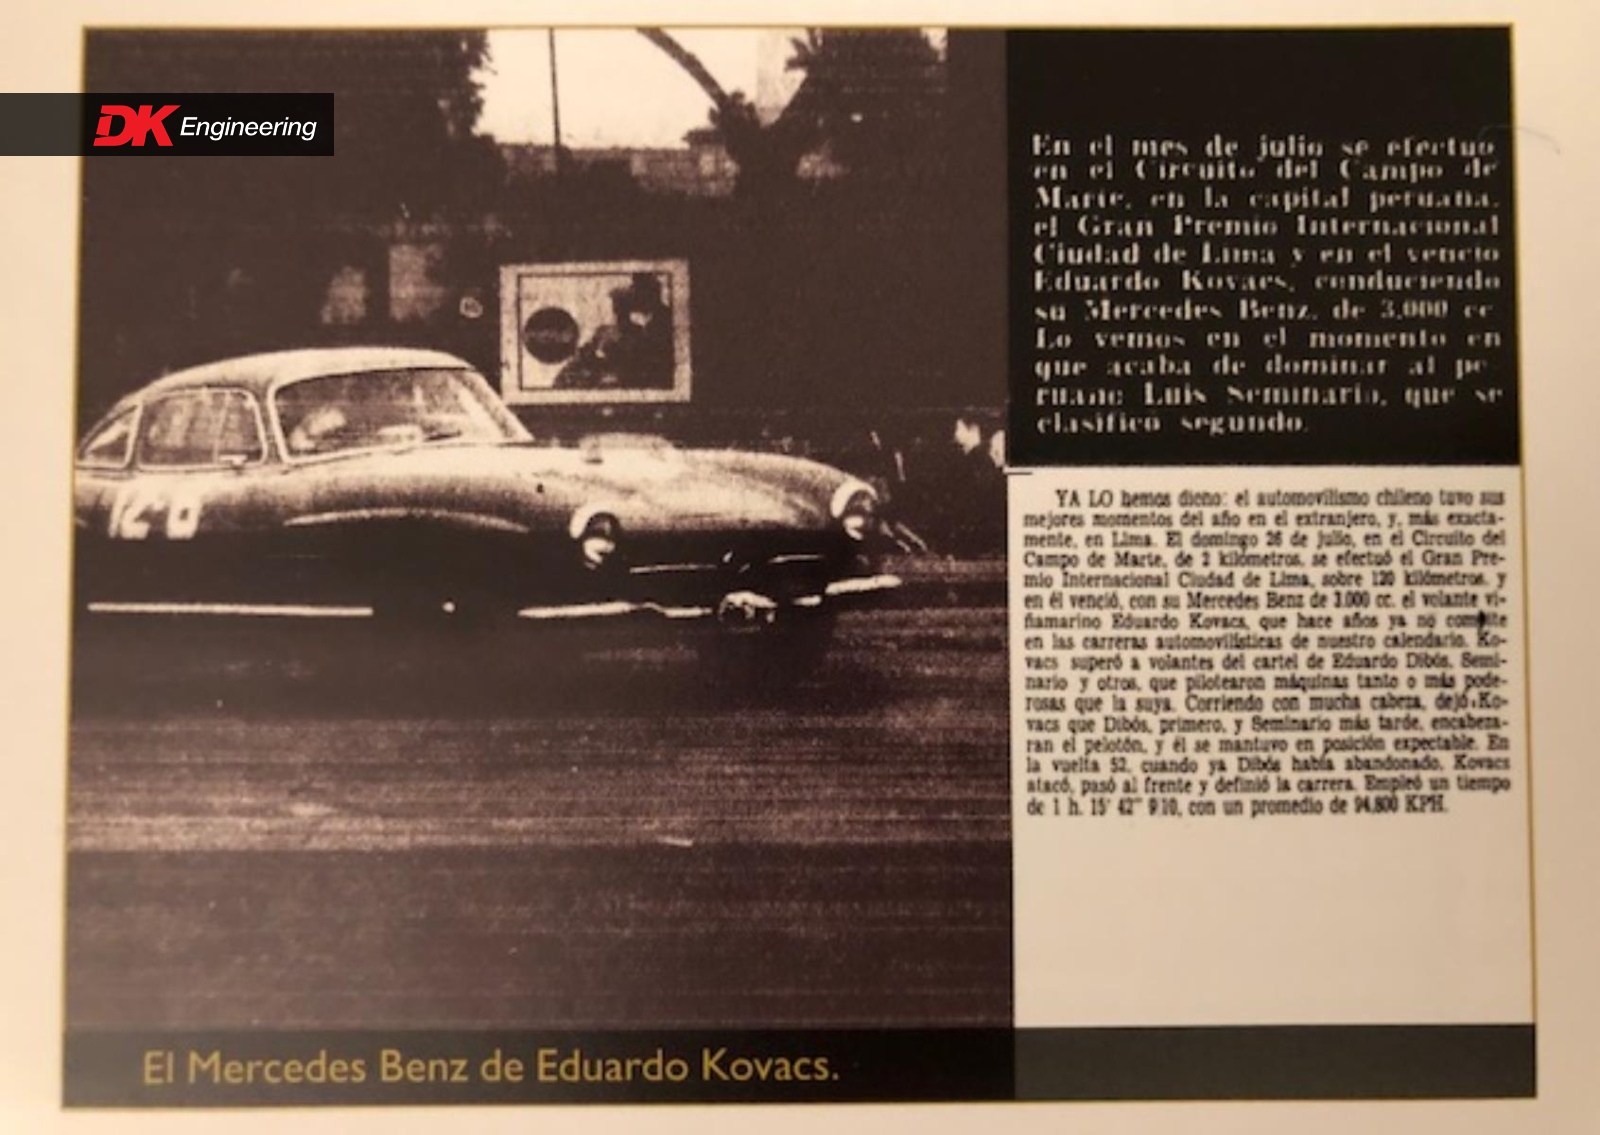 DK Engineering
En el mes de julio se efectuo
en el Circuito del Campo de
Marte, en la capital peruana,
el Gran Premio Internacional
Ciudad de Lima y en el vencio
Eduardo Kovacs, conduciendo
su Mercedes Benz, de 3.000 cc
Lo vemos en el momento en
que acaba de dominar al pe
ruano Luis Seminario, que se
clasifico segundo.
YA LO hemos dicho: el automovilismo chileno tuvo sus
mejores momentos del año en el extranjero, y, más exacta-
mente, en Lima. El domingo 26 de julio, en el Circuito del
Campo de Marte, de 2 kilómetros, se efectuó el Gran Pre-
mio Internacional Ciudad de Lima, sobre 120 kilómetros, y
en él venció, con su Mercedes Benz de 3.000 cc. el volante vi-
ñamarino Eduardo Kovacs, que hace años ya no compite
en las carreras automovilísticas de nuestro calendario. Ko-
vacs superó a volantes del cartel de Eduardo Dibós, Semi-
nario y otros, que pilotearon máquinas tanto o más pode-
rosas que la suya. Corriendo con mucha cabeza, dejó Ko-
vacs que Dibós, primero, y Seminario más tarde, encabeza-
ran el pelotón, y él se mantuvo en posición expectable. En
la vuelta 52, cuando ya Dibós había abandonado, Kovacs
atacó, pasó al frente y definió la carrera. Empleó un tiempo
de 1 h. 15' 42" 9|10, con un promedio de 94.800 KPH.
El Mercedes Benz de Eduardo Kovacs.
128